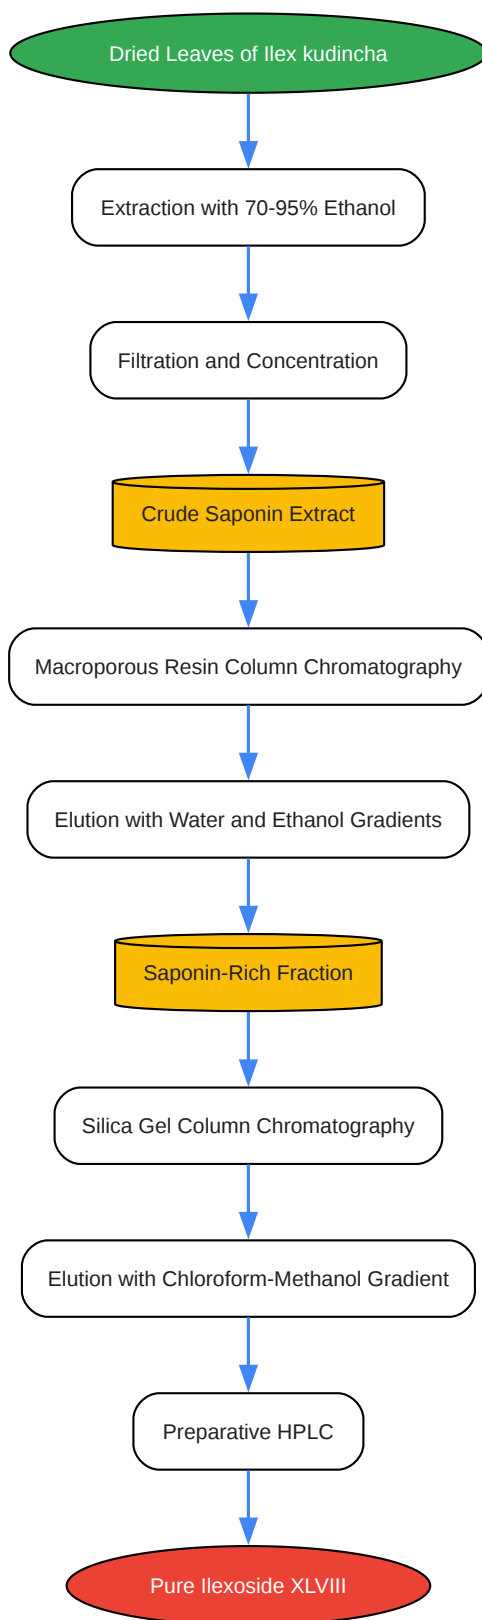 Dried Leaves of Ilex kudincha
Extraction with 70-95% Ethanol
Filtration and Concentration
Crude Saponin Extract
Macroporous Resin Column Chromatography
Elution with Water and Ethanol Gradients
Saponin-Rich Fraction
Silica Gel Column Chromatography
Elution with Chloroform-Methanol Gradient
Preparative HPLC
Pure Ilexoside XLVIII